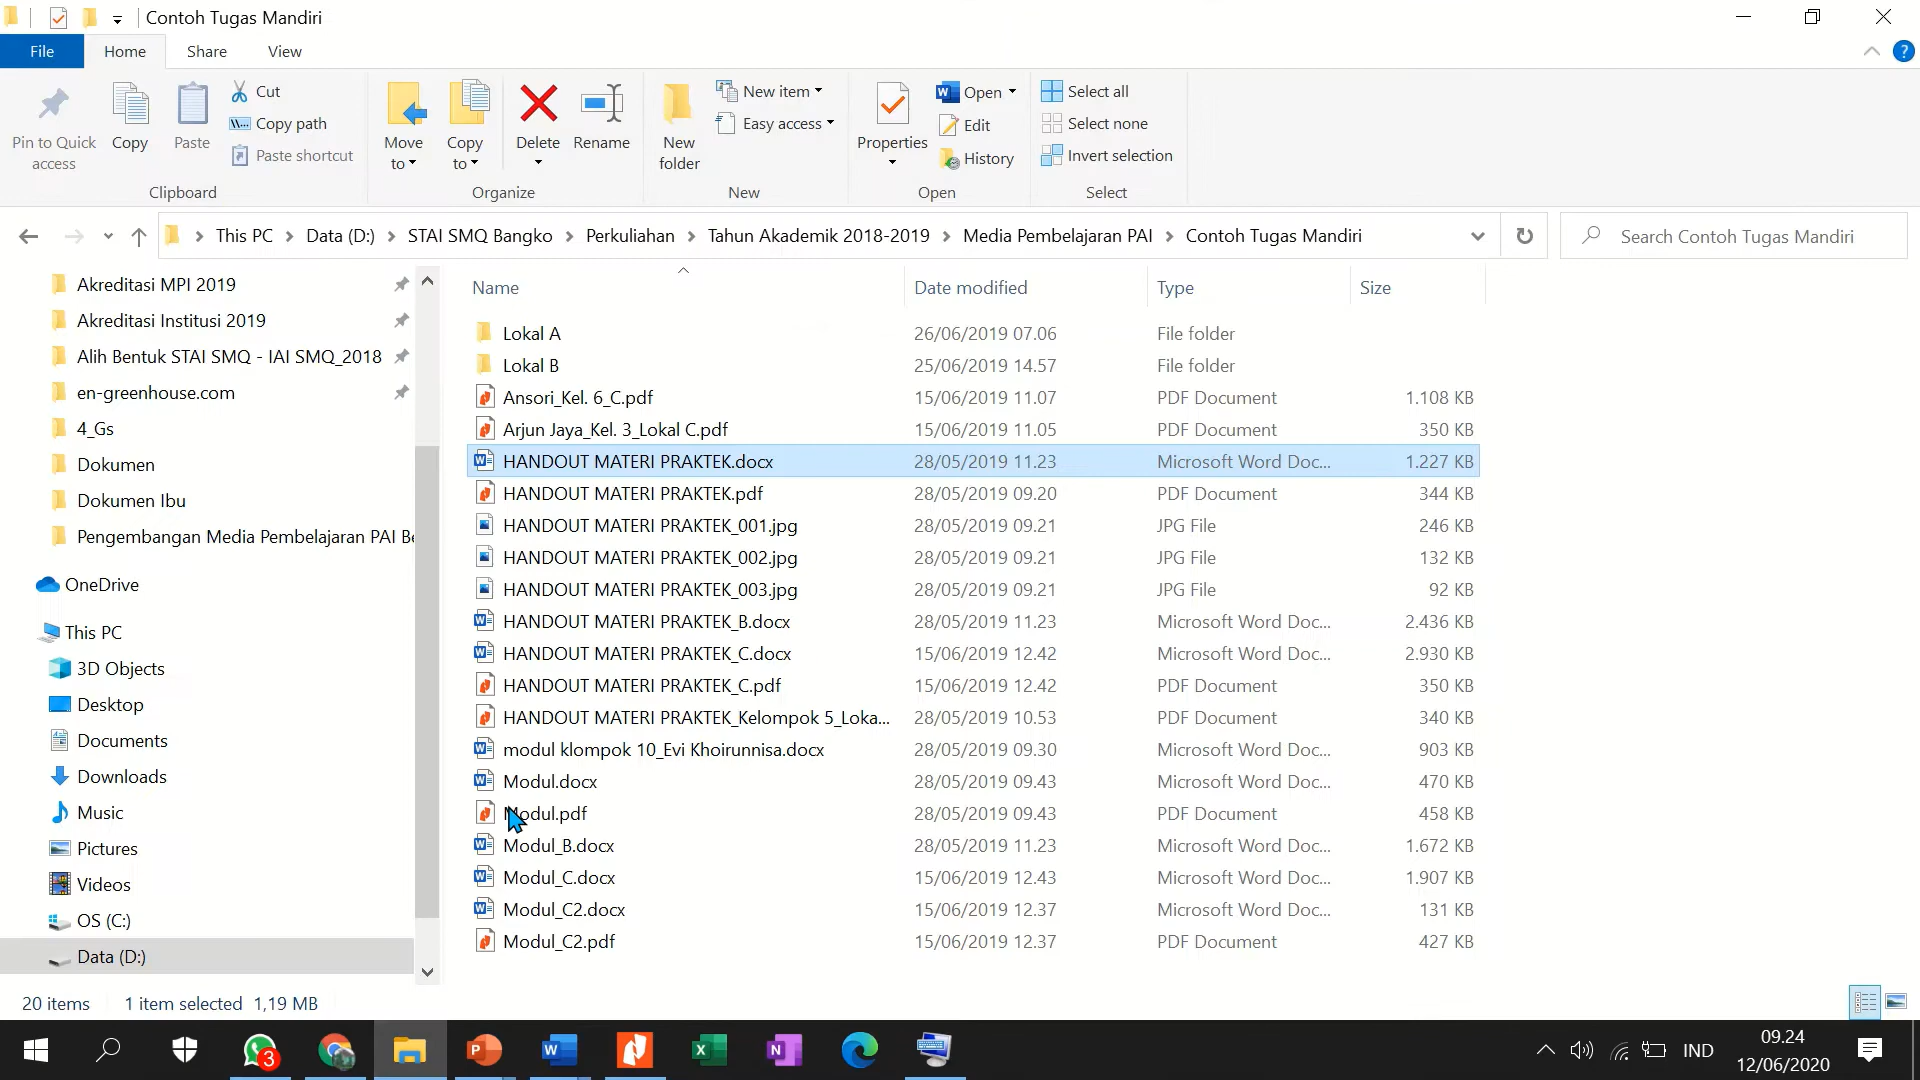 Contoh Tugas Mandiri
File Home Share View
Pin to Quick access
Copy
Paste
Cut
Copy path
Paste shortcut
Move to
Copy to
Delete
Rename
New folder
New item
Easy access
Properties
Open
Edit
History
Select all
Select none
Invert selection
Clipboard Organize New Open Select
This PC Data (D:) STAI SMQ Bangko Perkuliahan Tahun Akademik 2018-2019 Media Pembelajaran PAI Contoh Tugas Mandiri
Search Contoh Tugas Mandiri
Akreditasi MPI 2019
Akreditasi Institusi 2019
Alih Bentuk STAI SMQ - IAI SMQ_2018
en-greenhouse.com
4_Gs
Dokumen
Dokumen Ibu
Pengembangan Media Pembelajaran PAI
OneDrive
This PC
3D Objects
Desktop
Documents
Downloads
Music
Pictures
Videos
OS (C:)
Data (D:)
Name Date modified Type Size
Lokal A 26/06/2019 07.06 File folder
Lokal B 25/06/2019 14.57 File folder
Ansori_Kel. 6_C.pdf 15/06/2019 11.07 PDF Document 1.108 KB
Arjun Jaya_Kel. 3_Lokal C.pdf 15/06/2019 11.05 PDF Document 350 KB
HANDOUT MATERI PRAKTEK.docx 28/05/2019 11.23 Microsoft Word Doc... 1.227 KB
HANDOUT MATERI PRAKTEK.pdf 28/05/2019 09.20 PDF Document 344 KB
HANDOUT MATERI PRAKTEK_001.jpg 28/05/2019 09.21 JPG File 246 KB
HANDOUT MATERI PRAKTEK_002.jpg 28/05/2019 09.21 JPG File 132 KB
HANDOUT MATERI PRAKTEK_003.jpg 28/05/2019 09.21 JPG File 92 KB
HANDOUT MATERI PRAKTEK_B.docx 28/05/2019 11.23 Microsoft Word Doc... 2.436 KB
HANDOUT MATERI PRAKTEK_C.docx 15/06/2019 12.42 Microsoft Word Doc... 2.930 KB
HANDOUT MATERI PRAKTEK_C.pdf 15/06/2019 12.42 PDF Document 350 KB
HANDOUT MATERI PRAKTEK_Kelompok 5_Loka... 28/05/2019 10.53 PDF Document 340 KB
modul klompok 10_Evi Khoirunnisa.docx 28/05/2019 09.30 Microsoft Word Doc... 903 KB
Modul.docx 28/05/2019 09.43 Microsoft Word Doc... 470 KB
Modul.pdf 28/05/2019 09.43 PDF Document 458 KB
Modul_B.docx 28/05/2019 11.23 Microsoft Word Doc... 1.672 KB
Modul_C.docx 15/06/2019 12.43 Microsoft Word Doc... 1.907 KB
Modul_C2.docx 15/06/2019 12.37 Microsoft Word Doc... 131 KB
Modul_C2.pdf 15/06/2019 12.37 PDF Document 427 KB
20 items 1 item selected 1,19 MB
3
IND
09.24
12/06/2020